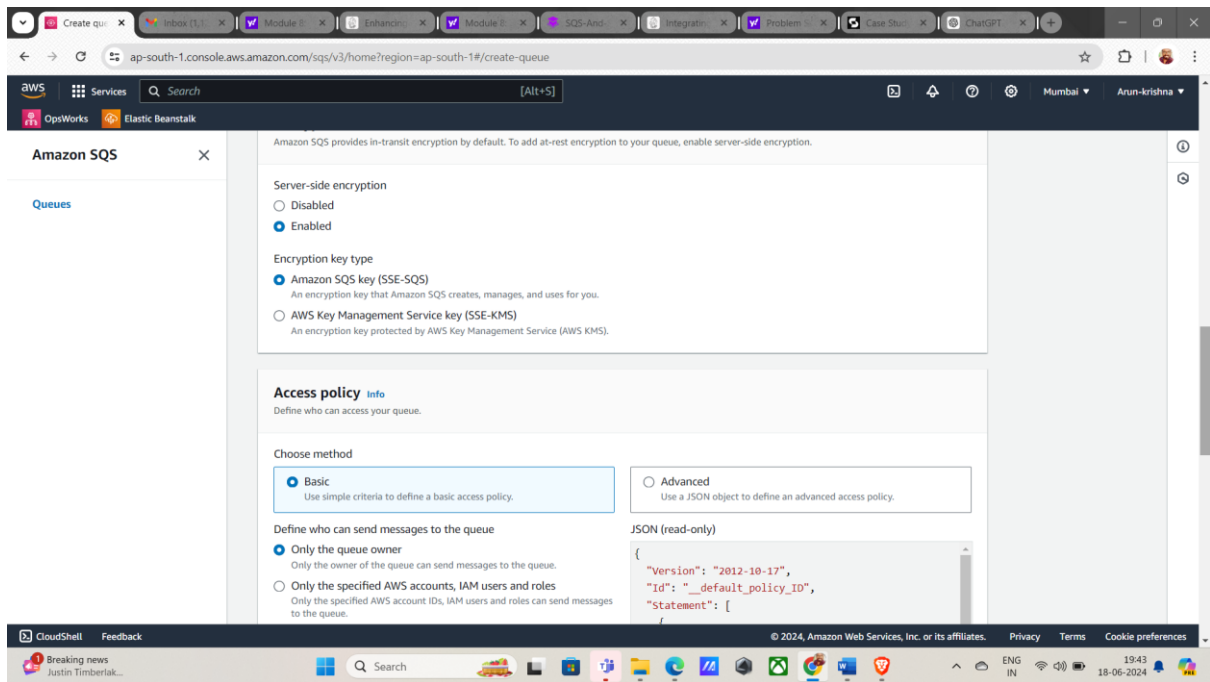 Create que
Inbox (1,1
Module 8
Enhancing
Module 8
SQS-And-
Integratin
Problem S
Case Stud
ChatGPT
ap-south-1.console.aws.amazon.com/sqs/v3/home?region=ap-south-1#/create-queue
aws
Services
Search
[Alt+S]
Mumbai
Arun-krishna
OpsWorks
Elastic Beanstalk
Amazon SQS
Queues
Amazon SQS provides in-transit encryption by default. To add at-rest encryption to your queue, enable server-side encryption.
Server-side encryption
Disabled
Enabled
Encryption key type
Amazon SQS key (SSE-SQS)
An encryption key that Amazon SQS creates, manages, and uses for you.
AWS Key Management Service key (SSE-KMS)
An encryption key protected by AWS Key Management Service (AWS KMS).
Access policy Info
Define who can access your queue.
Choose method
Basic
Use simple criteria to define a basic access policy.
Advanced
Use a JSON object to define an advanced access policy.
Define who can send messages to the queue
Only the queue owner
Only the owner of the queue can send messages to the queue.
Only the specified AWS accounts, IAM users and roles
Only the specified AWS account IDs, IAM users and roles can send messages
to the queue.
JSON (read-only)
{
"Version": "2012-10-17",
"Id": "__default_policy_ID",
"Statement": [
{
CloudShell
Feedback
© 2024, Amazon Web Services, Inc. or its affiliates.
Privacy
Terms
Cookie preferences
1
Breaking news
Justin Timberlak...
Search
ENG
IN
19:43
18-06-2024